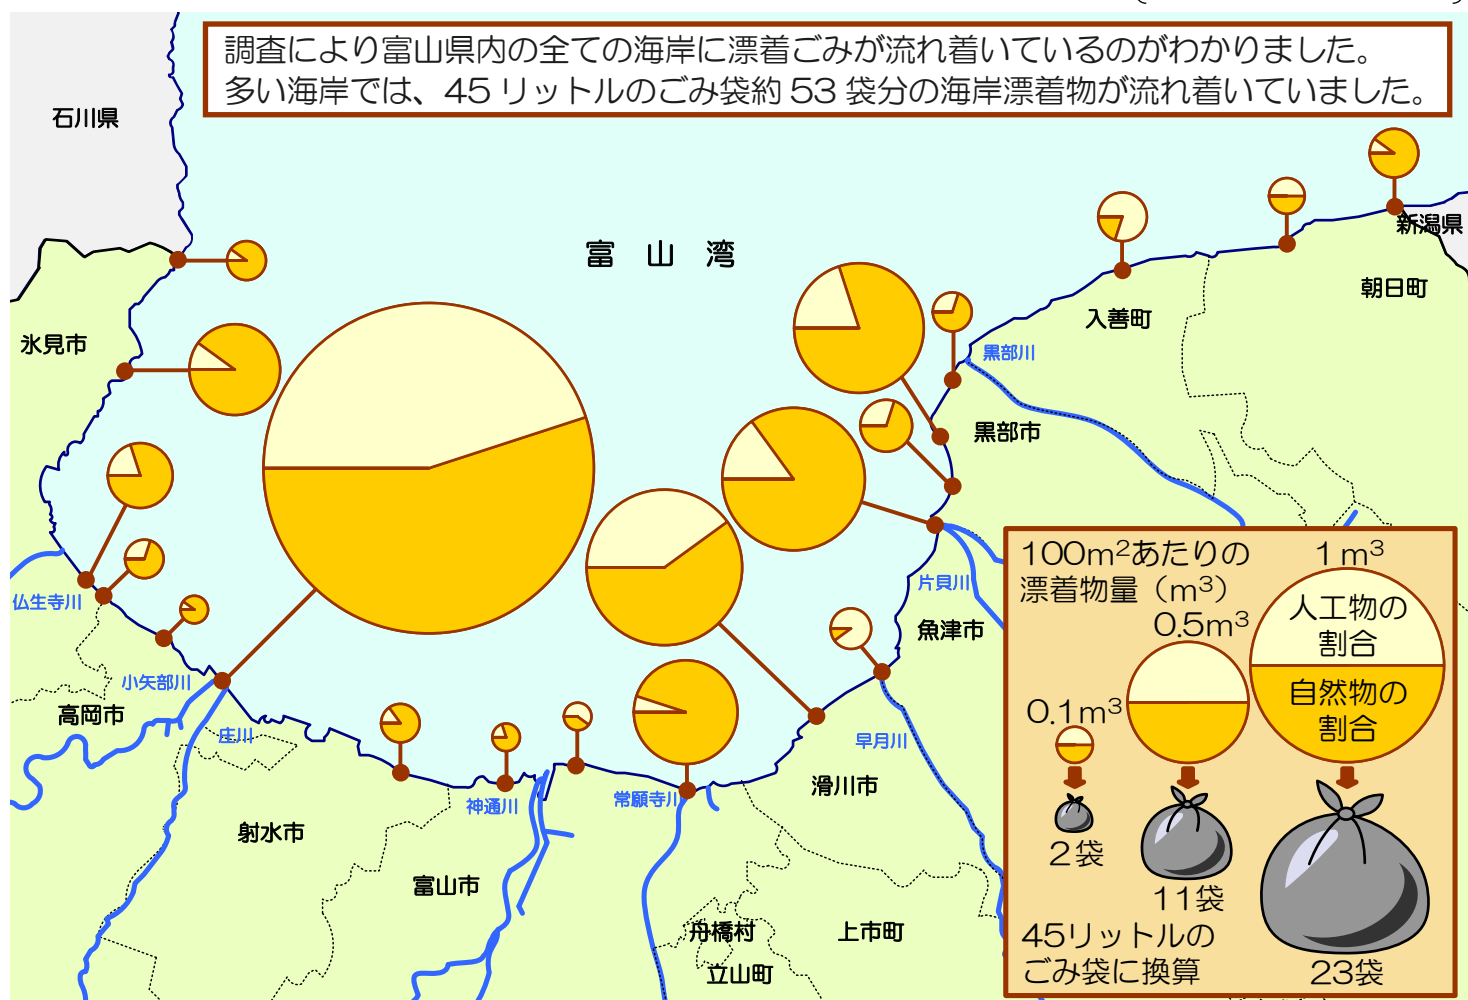 調査により富山県内の全ての海岸に漂着ごみが流れ着いているのがわかりました。
多い海岸では、45リットルのごみ袋約53袋分の海岸漂着物が流れ着いていました。
石川県
新潟県
富山湾
朝日町
入善町
氷見市
黒部川
黒部市
片貝川
魚津市
仏生寺川
小矢部川
高岡市
庄川
早月川
滑川市
神通川
常願寺川
射水市
富山市
舟橋村
上市町
立山町
100m²あたりの
漂着物量（m³）
1m³
人工物の
割合
自然物の
割合
0.5m³
0.1m³
2袋
11袋
23袋
45リットルの
ごみ袋に換算